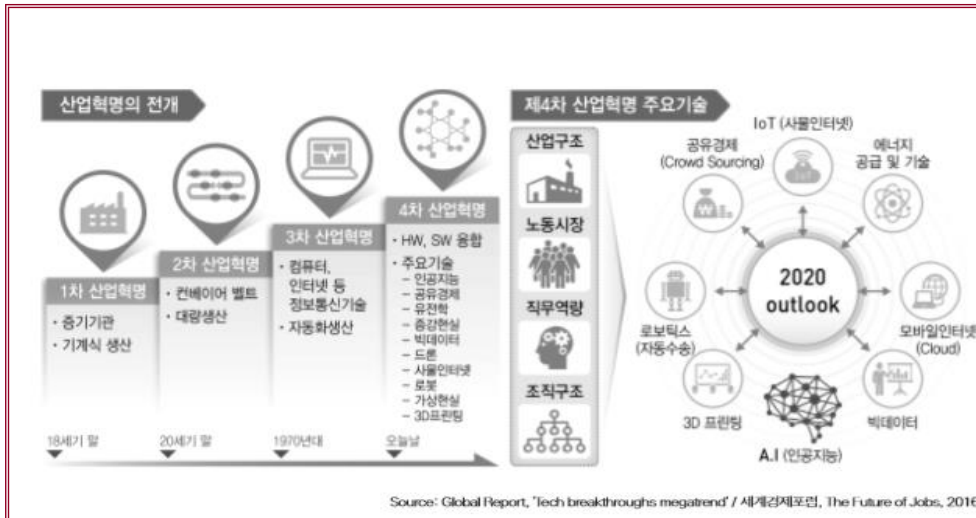 산업혁명의 전개
1차 산업혁명
· 증기기관
· 기계식 생산
2차 산업혁명
· 컨베이어 벨트
· 대량생산
3차 산업혁명
· 컴퓨터,
인터넷 등
정보통신기술
· 자동화생산
4차 산업혁명
· HW, SW 융합
· 주요기술
– 인공지능
– 공유경제
– 유전학
– 증강현실
– 빅데이터
– 드론
– 사물인터넷
– 로봇
– 가상현실
– 3D프린팅
18세기 말
20세기 말
1970년대
오늘날
제4차 산업혁명 주요기술
산업구조
노동시장
직무역량
조직구조
IoT (사물인터넷)
IoT
공유경제
(Crowd Sourcing)
₩
에너지
공급 및 기술
2020
outlook
로보틱스
(자동수송)
모바일인터넷
(Cloud)
3D 프린팅
빅데이터
A.I (인공지능)
Source: Global Report, 'Tech breakthroughs megatrend' / 세계경제포럼, The Future of Jobs, 2016